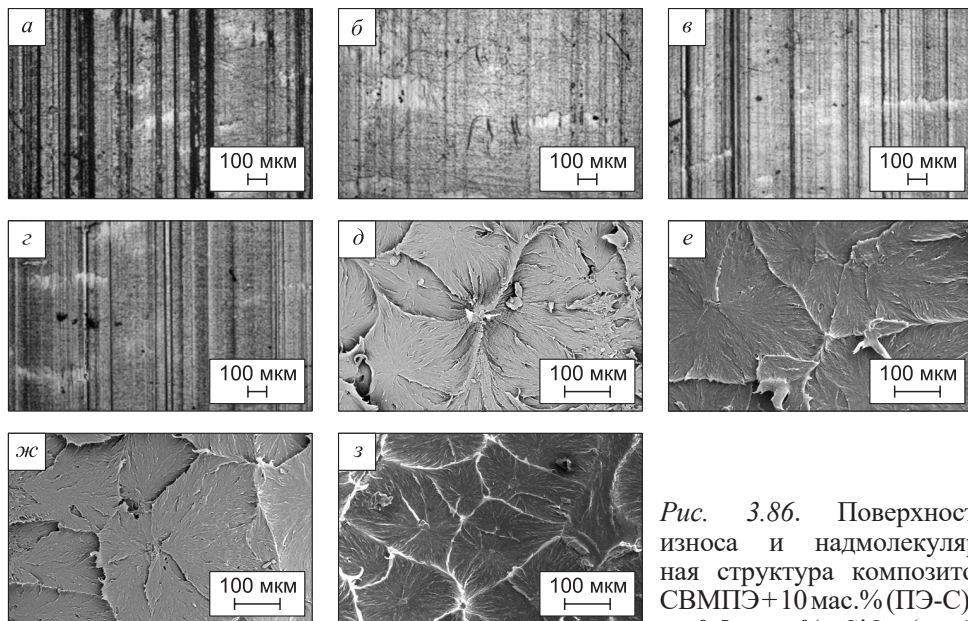 а
100 мкм
б
100 мкм
в
100 мкм
г
100 мкм
д
100 мкм
е
100 мкм
ж
100 мкм
з
100 мкм
Рис. 3.86. Поверхност
износа и надмолекуляр
ная структура композито
СВМПЭ+10 мас.% (ПЭ-С)